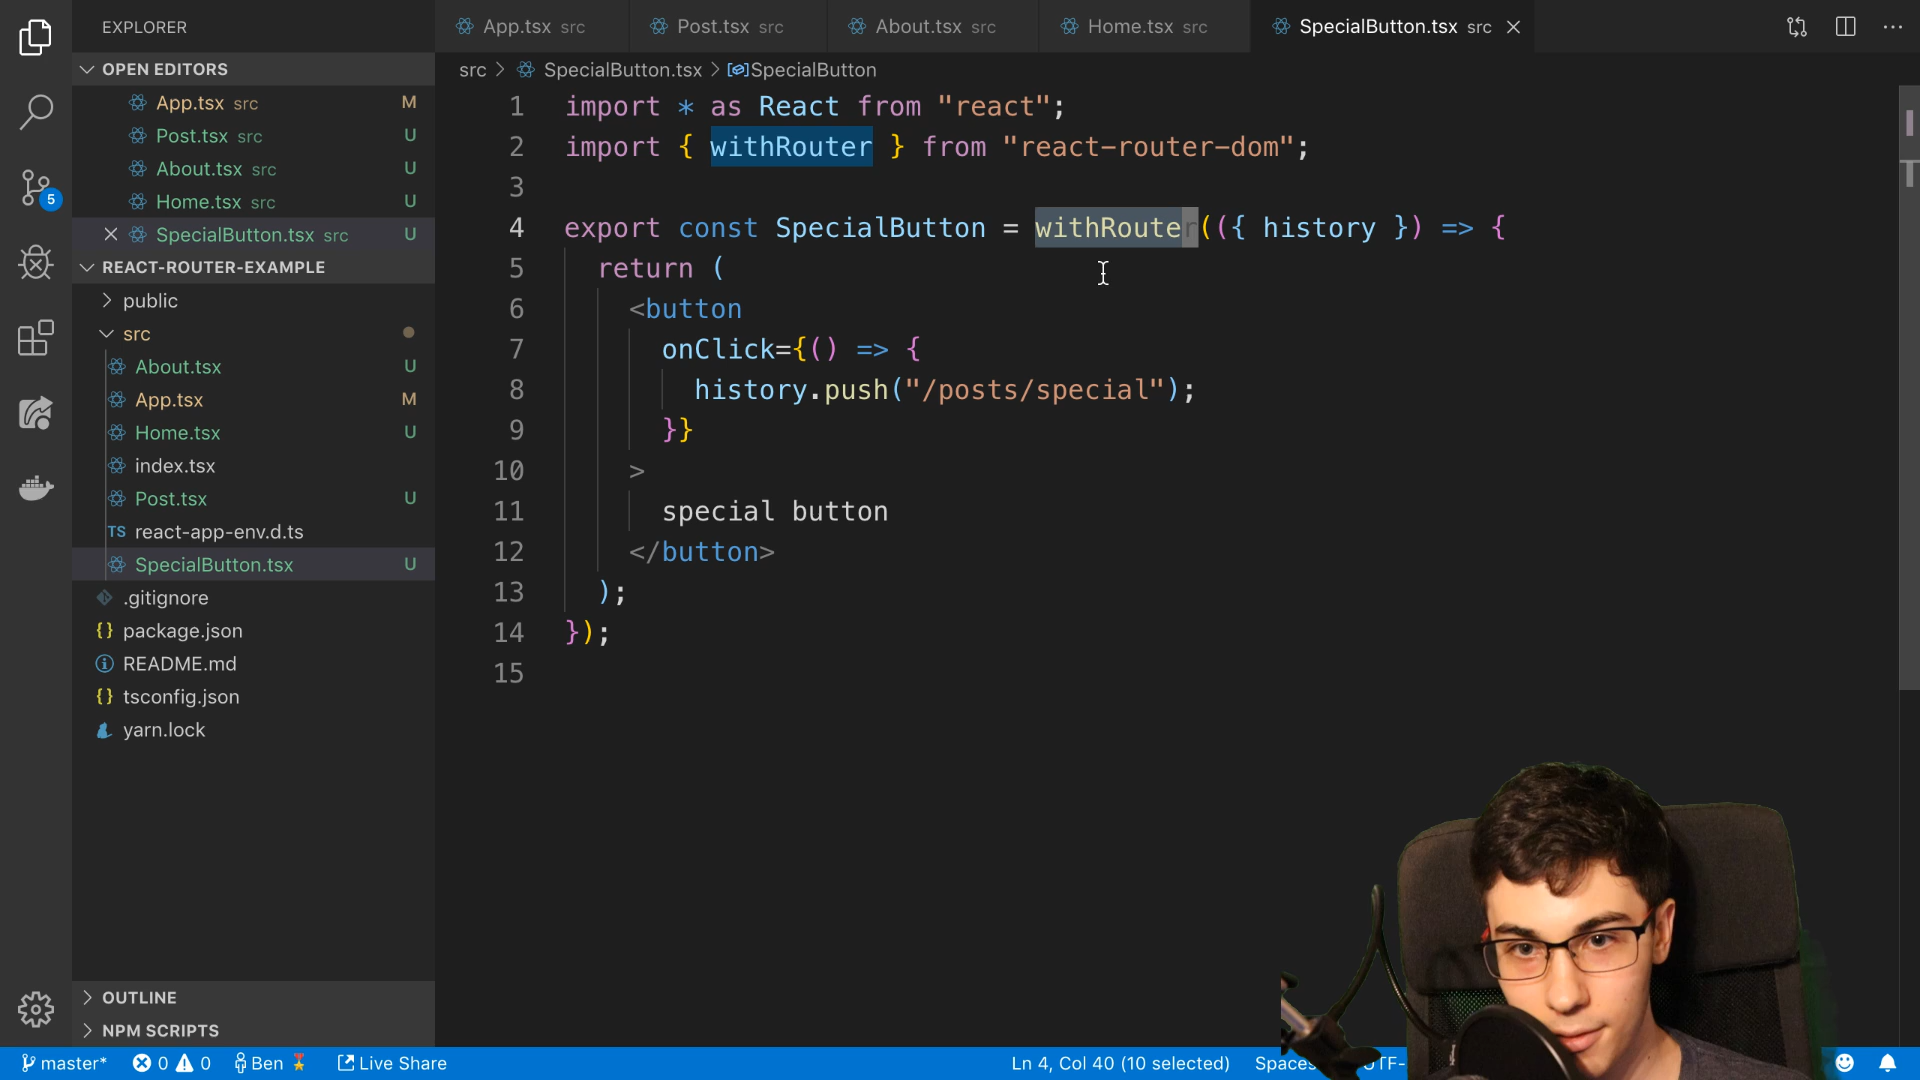 EXPLORER
OPEN EDITORS
App.tsx src M
Post.tsx src U
About.tsx src U
Home.tsx src U
SpecialButton.tsx src U
REACT-ROUTER-EXAMPLE
public
src
About.tsx U
App.tsx M
Home.tsx U
index.tsx
Post.tsx U
TS react-app-env.d.ts
SpecialButton.tsx U
.gitignore
{} package.json
README.md
{} tsconfig.json
yarn.lock
OUTLINE
NPM SCRIPTS
5
App.tsx src
Post.tsx src
About.tsx src
Home.tsx src
SpecialButton.tsx src
src > SpecialButton.tsx > SpecialButton
1 import * as React from "react";
2 import { withRouter } from "react-router-dom";
3
4 export const SpecialButton = withRouter(({ history }) => {
5 return (
6 <button
7 onClick={() => {
8 history.push("/posts/special");
9 }}
10 >
11 special button
12 </button>
13 );
14 });
15
master* 0 0 Ben Live Share Ln 4, Col 40 (10 selected) Spaces UTF-